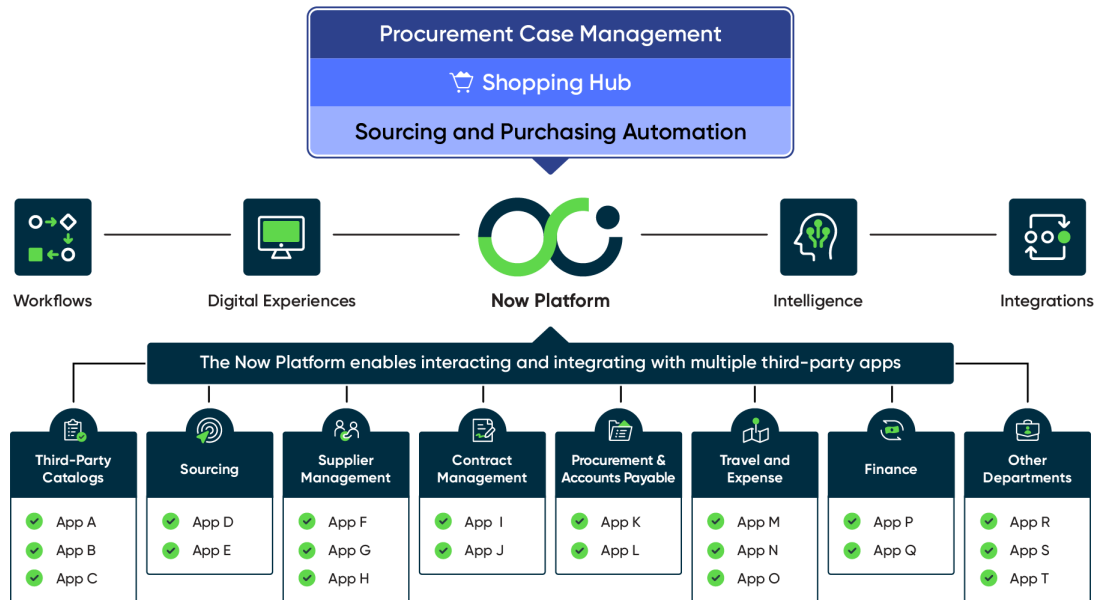 Procurement Case Management
Shopping Hub
Sourcing and Purchasing Automation
Workflows
Digital Experiences
Now Platform
Intelligence
Integrations
The Now Platform enables interacting and integrating with multiple third-party apps
Third-Party
Catalogs
App A
App B
App C
Sourcing
App D
App E
Supplier
Management
App F
App G
App H
Contract
Management
App I
App J
Procurement &
Accounts Payable
App K
App L
Travel and
Expense
App M
App N
App O
Finance
App P
App Q
Other
Departments
App R
App S
App T